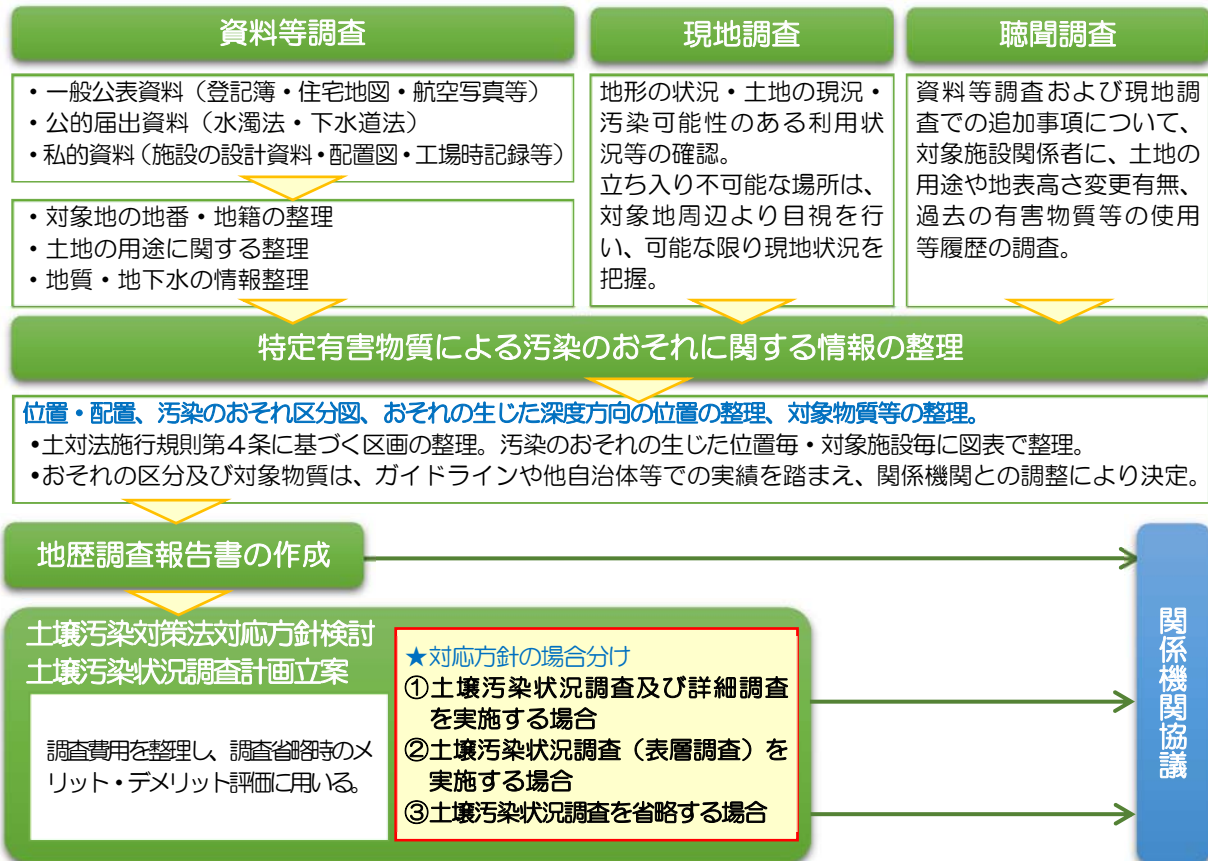 資料等調査
・一般公表資料（登記簿・住宅地図・航空写真等）
・公的届出資料（水濁法・下水道法）
・私的資料（施設の設計資料・配置図・工場時記録等）
・対象地の地番・地籍の整理
・土地の用途に関する整理
・地質・地下水の情報整理
現地調査
地形の状況・土地の現況・
汚染可能性のある利用状
況等の確認。
立ち入り不可能な場所は、
対象地周辺より目視を行
い、可能な限り現地状況を
把握。
聴聞調査
資料等調査および現地調
査での追加事項について、
対象施設関係者に、土地の
用途や地表高さ変更有無、
過去の有害物質等の使用
等履歴の調査。
特定有害物質による汚染のおそれに関する情報の整理
位置・配置、汚染のおそれ区分図、おそれの生じた深度方向の位置の整理、対象物質等の整理。
•土対法施行規則第４条に基づく区画の整理。汚染のおそれの生じた位置毎・対象施設毎に図表で整理。
•おそれの区分及び対象物質は、ガイドラインや他自治体等での実績を踏まえ、関係機関との調整により決定。
地歴調査報告書の作成
土壌汚染対策法対応方針検討
土壌汚染状況調査計画立案
調査費用を整理し、調査省略時のメ
リット・デメリット評価に用いる。
★対応方針の場合分け
①土壌汚染状況調査及び詳細調査
を実施する場合
②土壌汚染状況調査（表層調査）を
実施する場合
③土壌汚染状況調査を省略する場合
関係機関協議